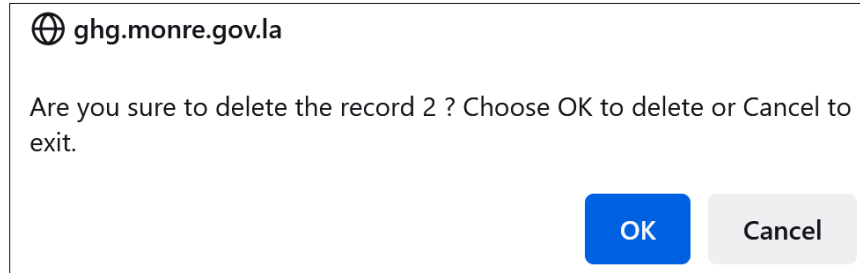 ghg.monre.gov.la
Are you sure to delete the record 2 ? Choose OK to delete or Cancel to
exit.
OK Cancel